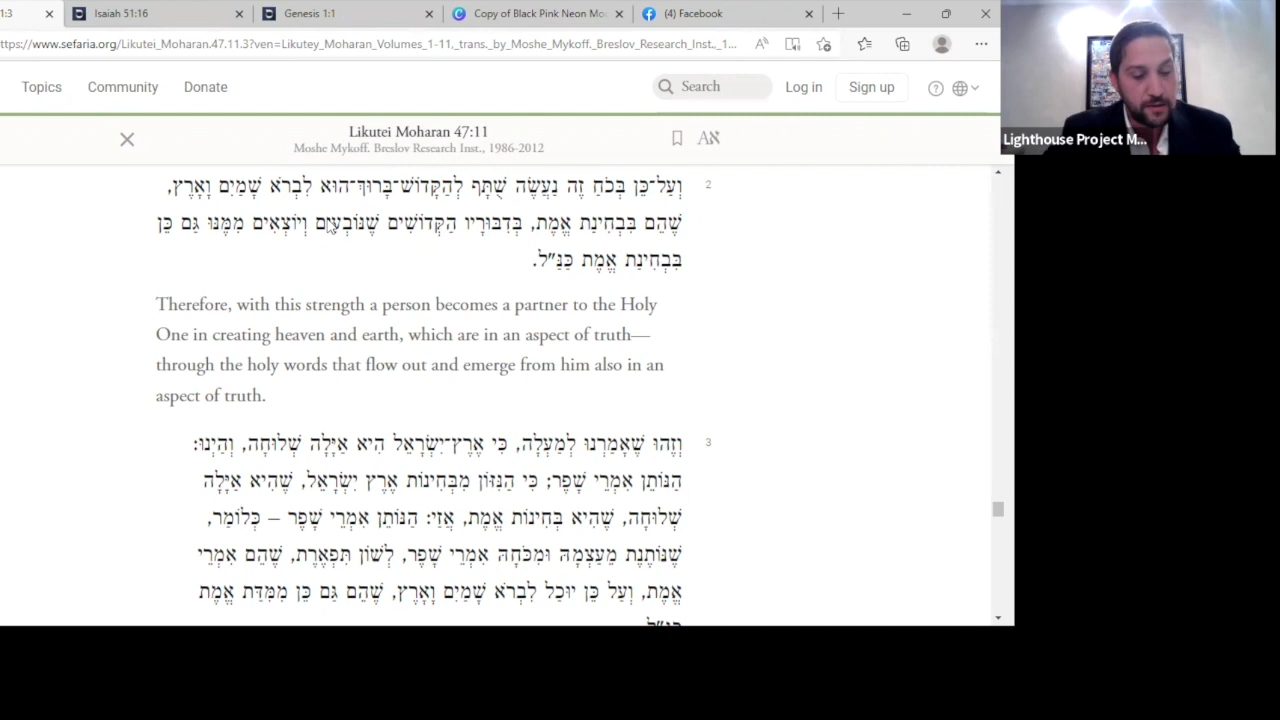 1:3
Isaiah 51:16
Genesis 1:1
Copy of Black Pink Neon Mo
(4) Facebook
ttps://www.sefaria.org/Likutei_Moharan.47.11.3?ven=Likutey_Moharan_Volumes_1-11,_trans._by_Moshe_Mykoff._Breslov_Research_Inst.,_1...
Topics Community Donate Search Log in Sign up
Likutei Moharan 47:11
Moshe Mykoff. Breslov Research Inst., 1986-2012
Lighthouse Project M...
2
וְעַל־כֵּן בְּכֹחַ זֶה נַעֲשֶׂה שֻׁתָּף לְהַקָּדוֹשׁ־בָּרוּךְ־הוּא לִבְרֹא שָׁמַיִם וָאָרֶץ,
שֶׁהֵם בִּבְחִינַת אֱמֶת, בְּדִבּוּרָיו הַקְּדוֹשִׁים שֶׁנּוֹבְעִים וְיוֹצְאִים מִמֶּנּוּ גַּם כֵּן
בִּבְחִינַת אֱמֶת כַּנַּ"ל.
Therefore, with this strength a person becomes a partner to the Holy
One in creating heaven and earth, which are in an aspect of truth—
through the holy words that flow out and emerge from him also in an
aspect of truth.
3
וְזֶהוּ שֶׁאָמַרְנוּ לְמַעְלָה, כִּי אֶרֶץ־יִשְׂרָאֵל הִיא אַיָּלָה שְׁלוּחָה, וְהַיְנוּ:
הַנּוֹתֵן אִמְרֵי שָׁפֶר; כִּי הַנִּזּוֹן מִבְּחִינוֹת אֶרֶץ יִשְׂרָאֵל, שֶׁהִיא אַיָּלָה
שְׁלוּחָה, שֶׁהִיא בְּחִינוֹת אֱמֶת, אֲזַי: הַנּוֹתֵן אִמְרֵי שָׁפֶר – כְּלוֹמַר,
שֶׁנּוֹתֶנֶת מֵעַצְמָהּ וּמִכֹּחָהּ אִמְרֵי שָׁפֶר, לְשׁוֹן תִּפְאֶרֶת, שֶׁהֵם אִמְרֵי
אֱמֶת, וְעַל כֵּן יוּכַל לִבְרֹא שָׁמַיִם וָאָרֶץ, שֶׁהֵם גַּם כֵּן מִמִּדַּת אֱמֶת